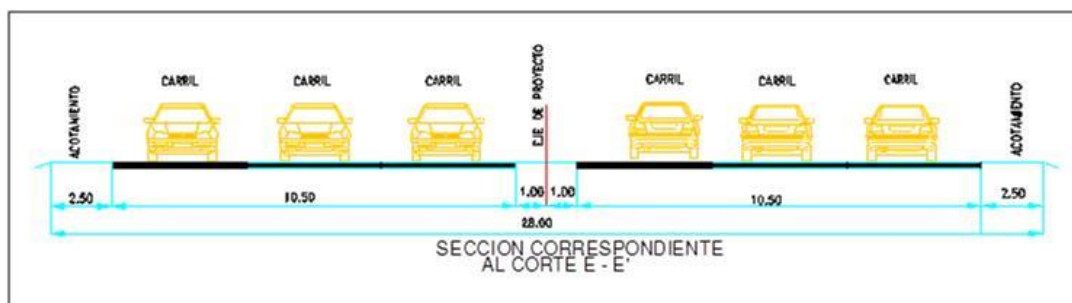 ACOTAMIENTO
CARRIL
CARRIL
CARRIL
EJE DE PROYECTO
CARRIL
CARRIL
CARRIL
ACOTAMIENTO
2.50
10.50
1.00
1.00
10.50
2.50
28.00
SECCION CORRESPONDIENTE
AL CORTE E - E'